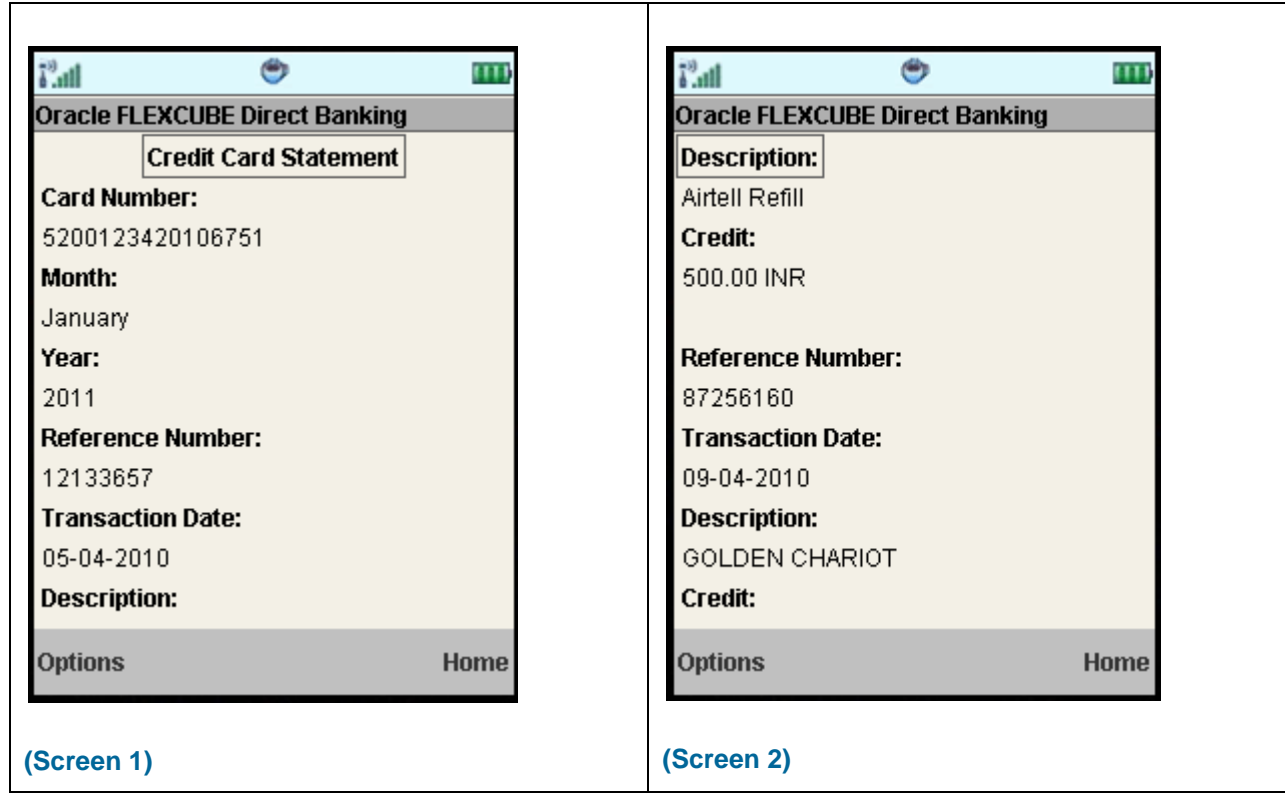 Oracle FLEXCUBE Direct Banking
Credit Card Statement
Card Number:
5200123420106751
Month:
January
Year:
2011
Reference Number:
12133657
Transaction Date:
05-04-2010
Description:
Options Home
(Screen 1)
Oracle FLEXCUBE Direct Banking
Description:
Airtell Refill
Credit:
500.00 INR
Reference Number:
87256160
Transaction Date:
09-04-2010
Description:
GOLDEN CHARIOT
Credit:
Options Home
(Screen 2)